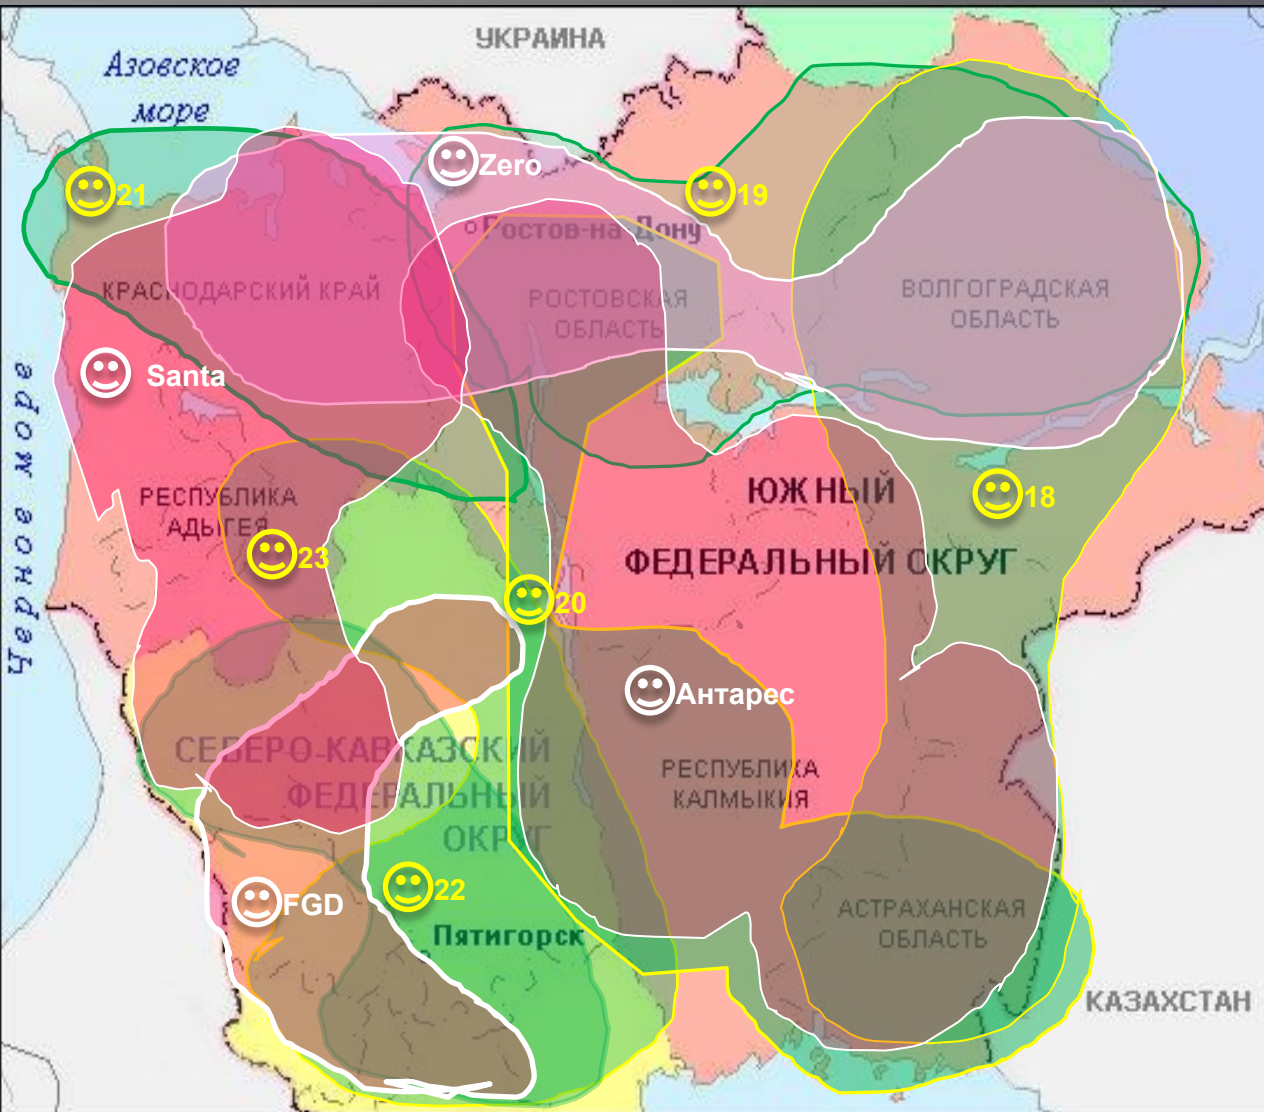 УКРАИНА
Азовское
море
Zero
21
19
Ростов-на-Дону
КРАСНОДАРСКИЙ КРАЙ
РОСТОВСКАЯ
ОБЛАСТЬ
ВОЛГОГРАДСКАЯ
ОБЛАСТЬ
Santa
Черное море
РЕСПУБЛИКА
АДЫГЕЯ
ЮЖНЫЙ
18
23
ФЕДЕРАЛЬНЫЙ ОКРУГ
20
Антарес
СЕВЕРО-КАВКАЗСКИЙ
ФЕДЕРАЛЬНЫЙ
ОКРУГ
РЕСПУБЛИКА
КАЛМЫКИЯ
22
FGD
АСТРАХАНСКАЯ
ОБЛАСТЬ
Пятигорск
КАЗАХСТАН